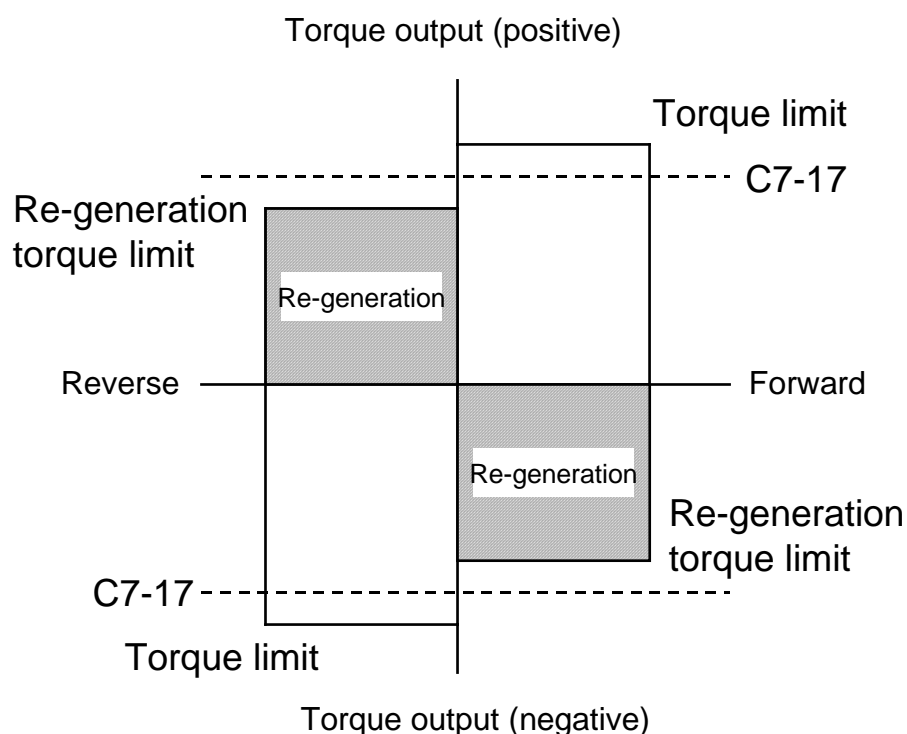 Torque output (positive)
Torque limit
C7-17
Re-generation
torque limit
Re-generation
Reverse
Forward
Re-generation
Re-generation
torque limit
C7-17
Torque limit
Torque output (negative)